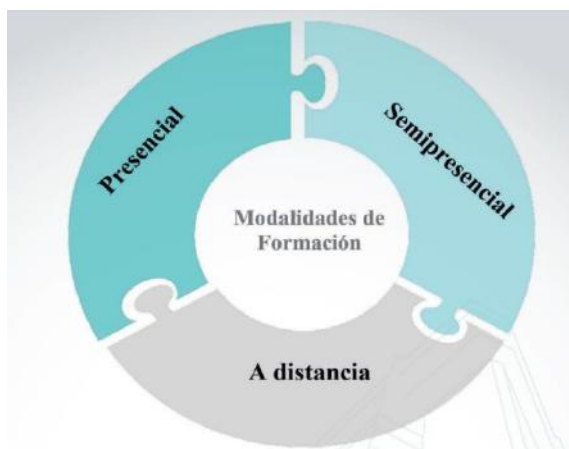 Presencial
Semipresencial
Modalidades de
Formación
A distancia